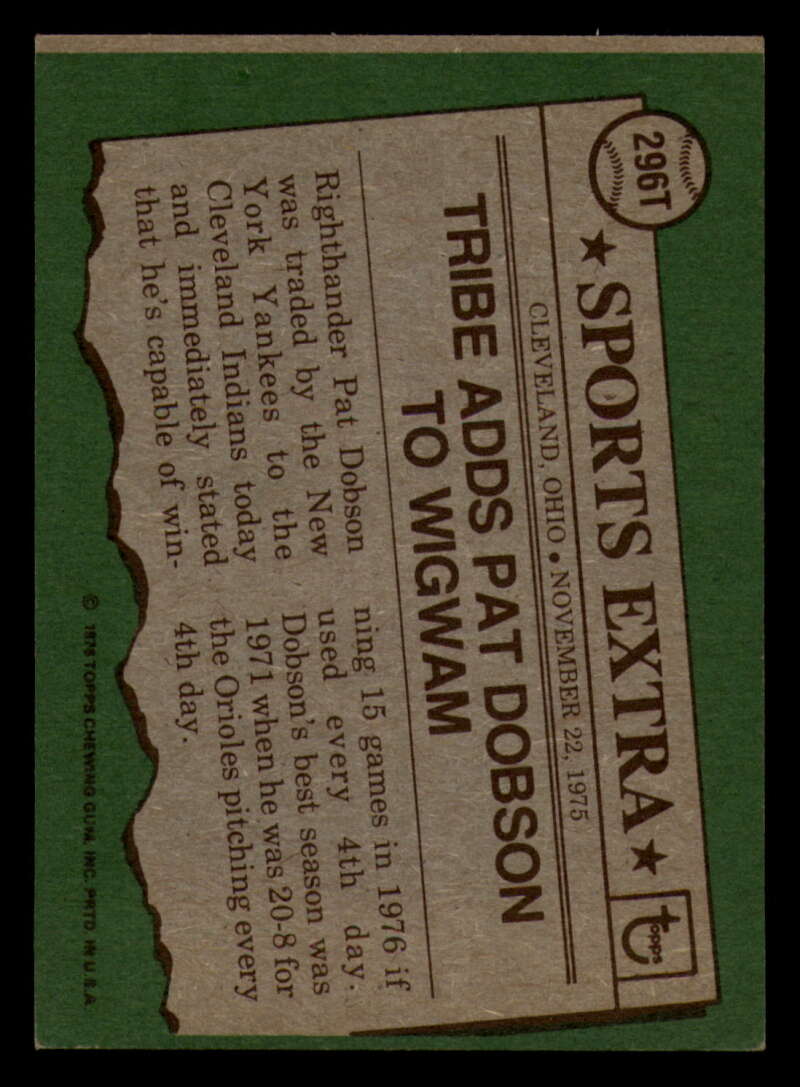 296T
★ SPORTS EXTRA ★
topps
CLEVELAND, OHIO • NOVEMBER 22, 1975
TRIBE ADDS PAT DOBSON
TO WIGWAM
Righthander Pat Dobson
was traded by the New
York Yankees to the
Cleveland Indians today
and immediately stated
that he's capable of win-
ning 15 games in 1976 if
used every 4th day.
Dobson's best season was
1971 when he was 20-8 for
the Orioles pitching every
4th day.
© 1976 TOPPS CHEWING GUM, INC. PRTD. IN U.S.A.